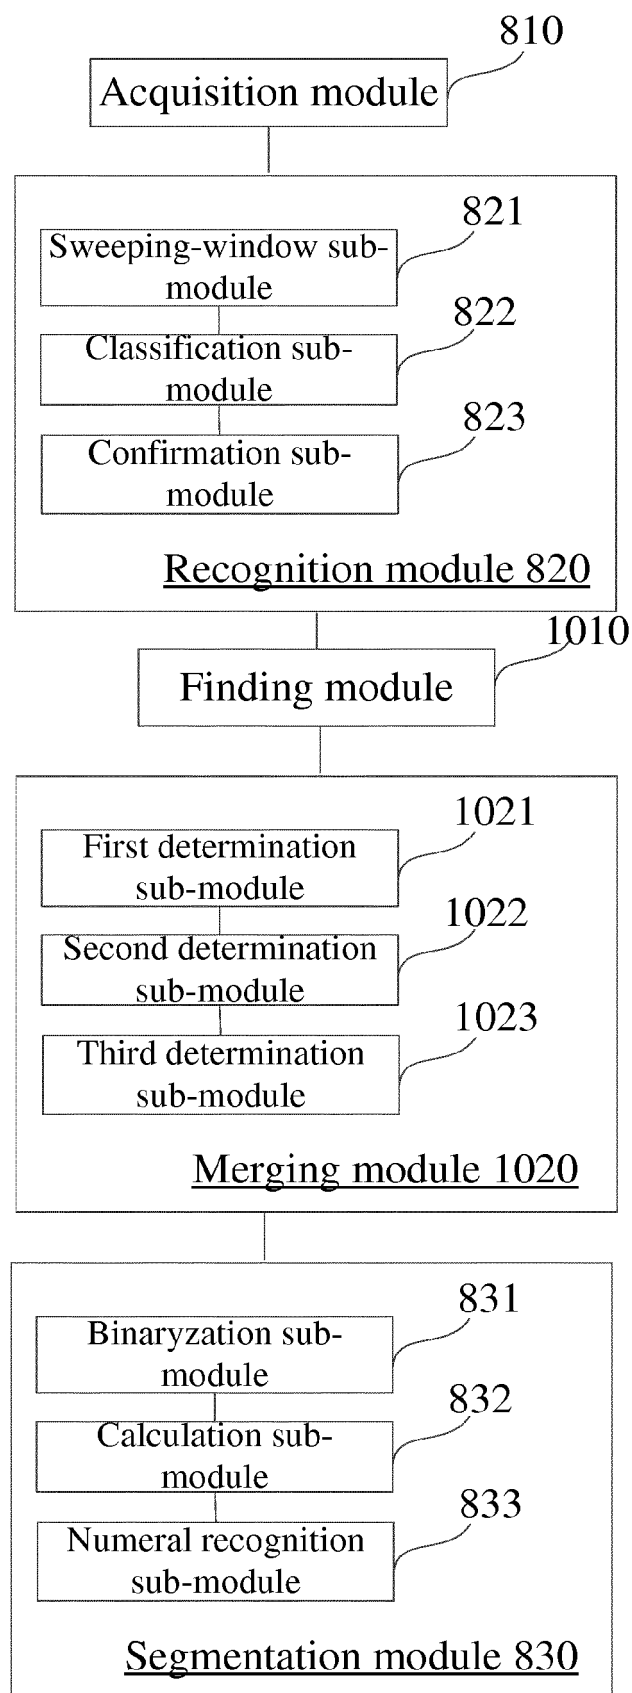 810
Acquisition module
821
Sweeping-window sub-
module
822
Classification sub-
module
823
Confirmation sub-
module
Recognition module 820
1010
Finding module
1021
First determination
sub-module
1022
Second determination
sub-module
1023
Third determination
sub-module
Merging module 1020
831
Binaryzation sub-
module
832
Calculation sub-
module
833
Numeral recognition
sub-module
Segmentation module 830